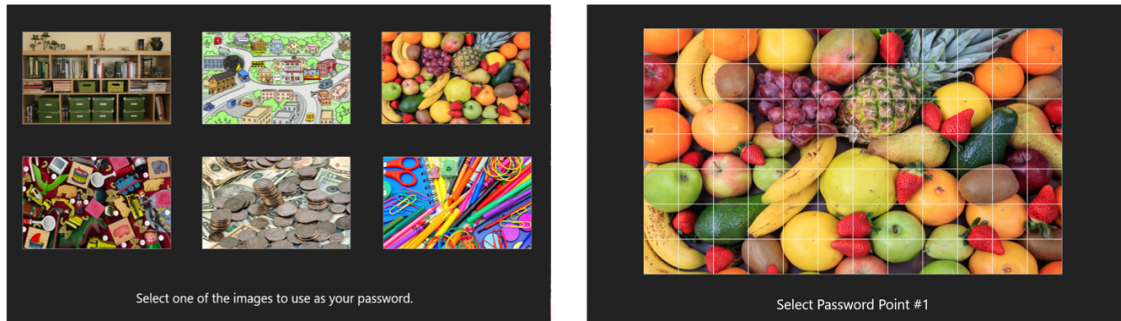 Select one of the images to use as your password.
Select Password Point #1